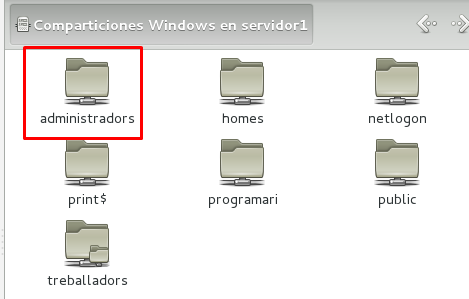 Comparticiones Windows en servidor1
administradors
homes
netlogon
print$
programari
public
treballadors